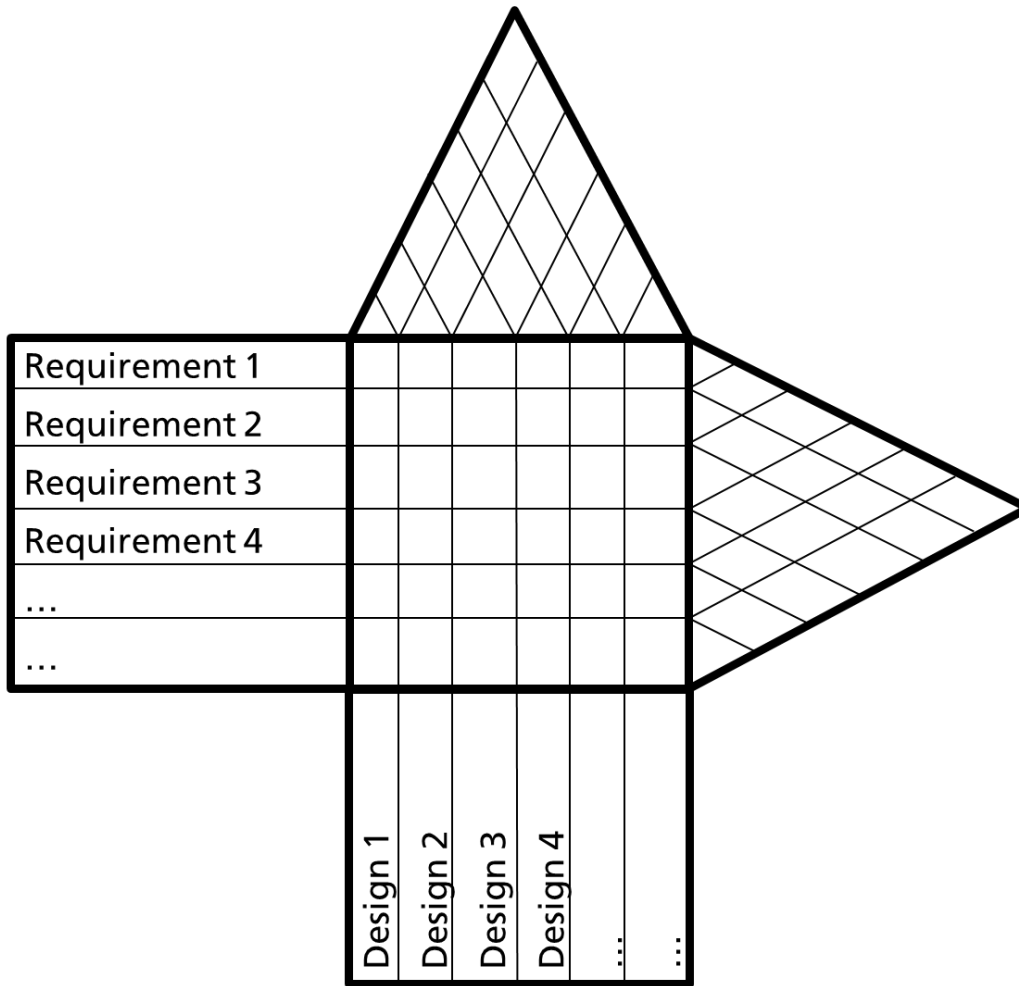 Requirement 1
Requirement 2
Requirement 3
Requirement 4
...
...
Design 1
Design 2
Design 3
Design 4
...
...